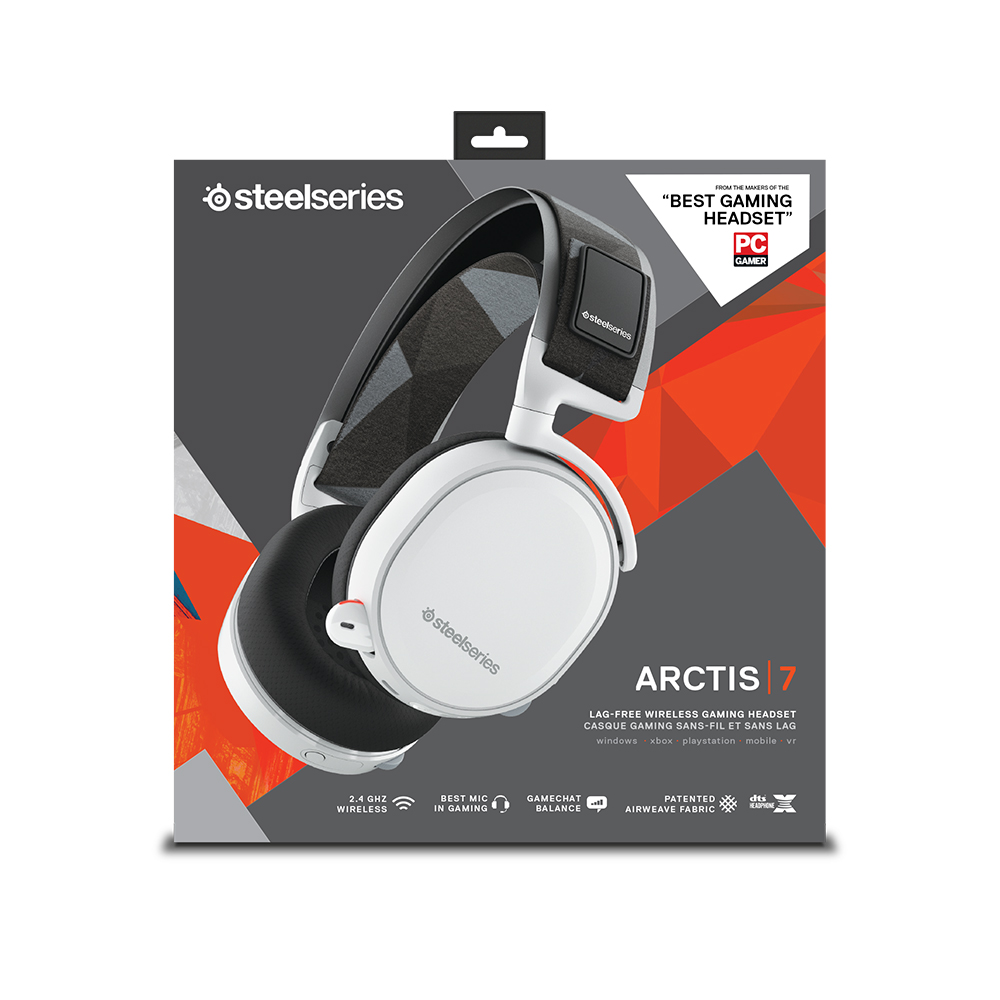 steelseries
FROM THE MAKERS OF THE
“BEST GAMING
HEADSET”
PC
GAMER
steelseries
steelseries
ARCTIS | 7
LAG-FREE WIRELESS GAMING HEADSET
CASQUE GAMING SANS-FIL ET SANS LAG
windows · xbox · playstation · mobile · vr
2.4 GHZ
WIRELESS
BEST MIC
IN GAMING
GAMECHAT
BALANCE
PATENTED
AIRWEAVE FABRIC
dts
HEADPHONE X